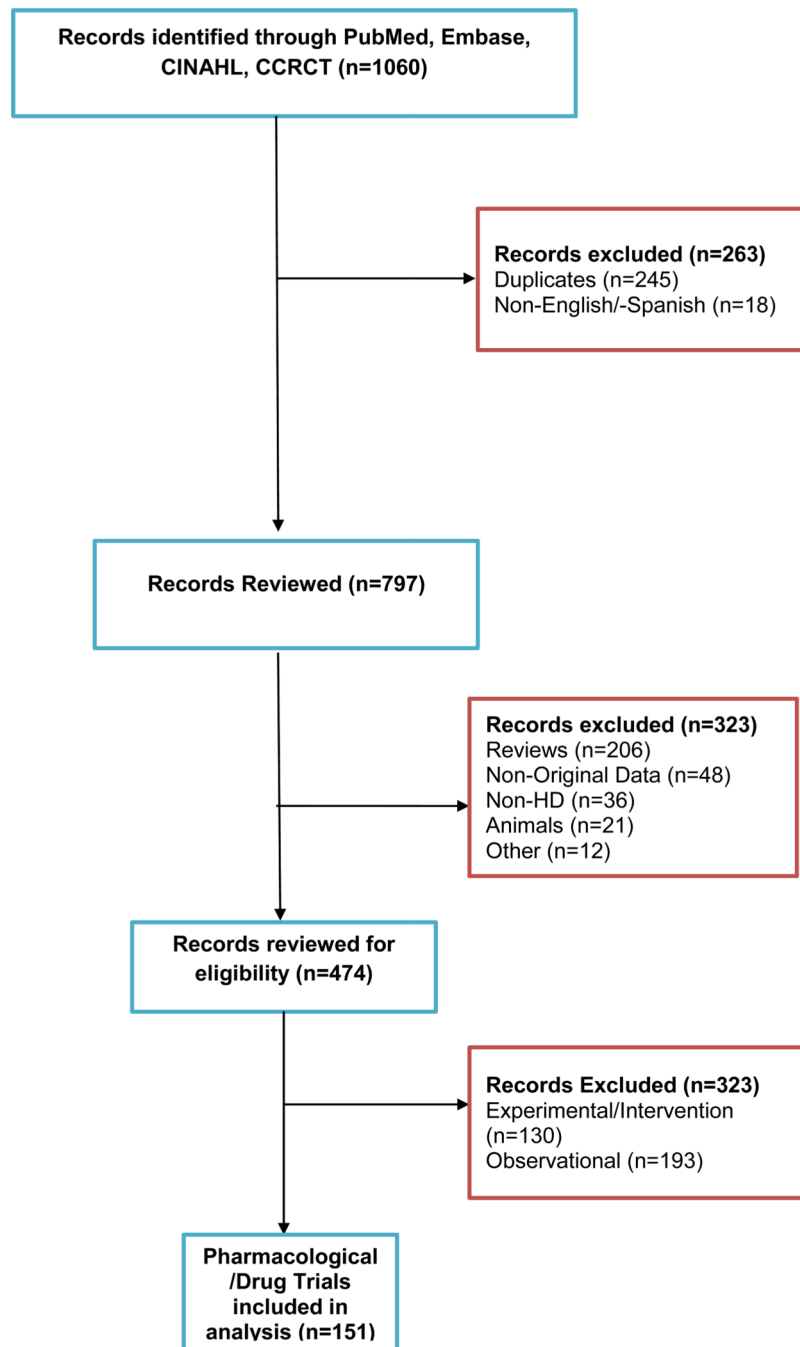 Records identified through PubMed, Embase,
CINAHL, CCRCT (n=1060)
Records excluded (n=263)
Duplicates (n=245)
Non-English/-Spanish (n=18)
Records Reviewed (n=797)
Records excluded (n=323)
Reviews (n=206)
Non-Original Data (n=48)
Non-HD (n=36)
Animals (n=21)
Other (n=12)
Records reviewed for
eligibility (n=474)
Records Excluded (n=323)
Experimental/Intervention
(n=130)
Observational (n=193)
Pharmacological
/Drug Trials
included in
analysis (n=151)